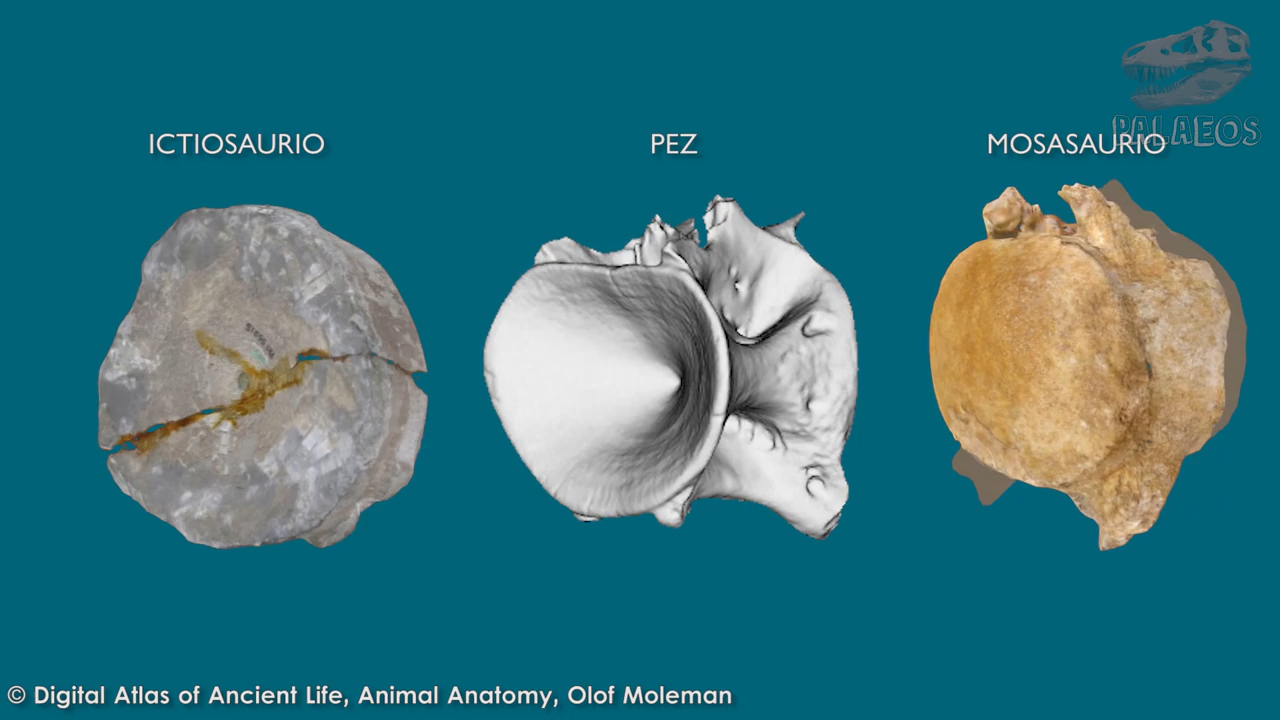 ICTIOSAURIO
PEZ
MOSASAURIO
PALAEOS
© Digital Atlas of Ancient Life, Animal Anatomy, Olof Moleman